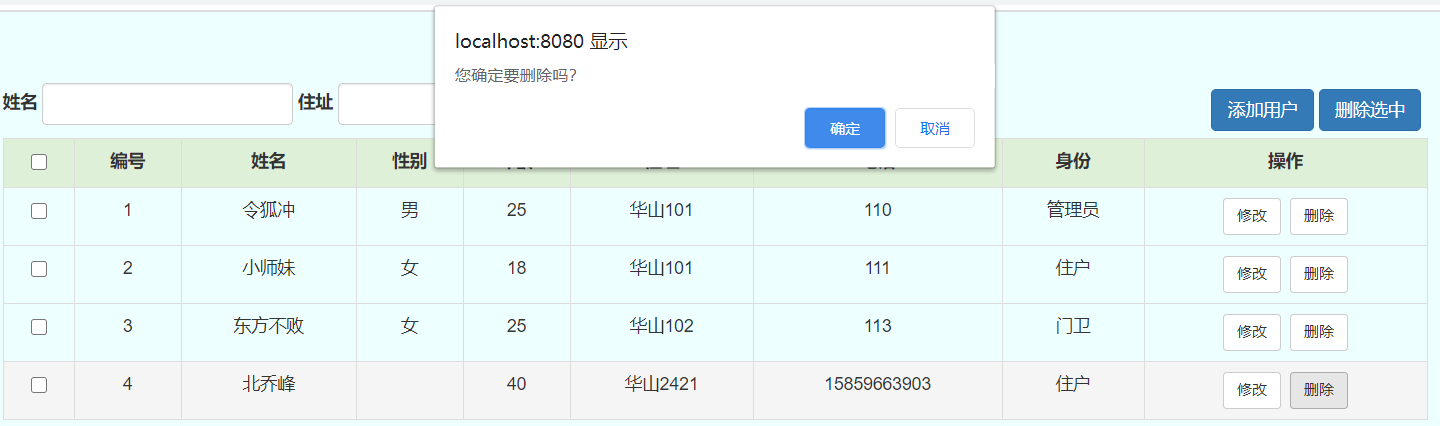 localhost:8080 显示
您确定要删除吗?
确定 取消
姓名 住址 添加用户 删除选中
编号 姓名 性别 身份 操作
1 令狐冲 男 25 华山101 110 管理员 修改 删除
2 小师妹 女 18 华山101 111 住户 修改 删除
3 东方不败 女 25 华山102 113 门卫 修改 删除
4 北乔峰 40 华山2421 15859663903 住户 修改 删除